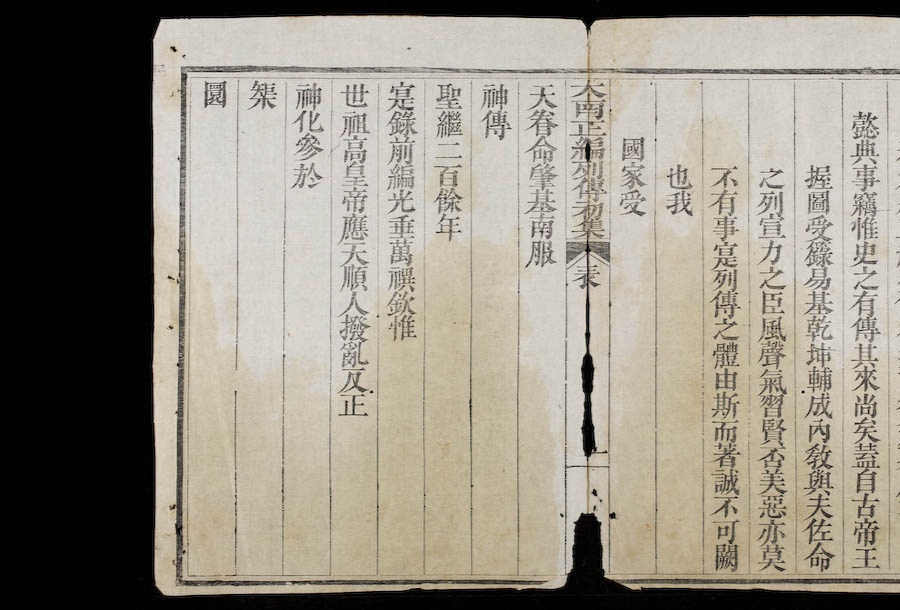 懿典事竊惟史之有傳其來尚矣葢自古帝王
握圖受籙易基乾坤輔成內敎與夫佐命
之列宣力之臣風聲氣習賢否美惡亦莫
不有事寔列傳之體由斯而著誠不可闕
也我
國家受
大南正編列傳初集 表 一
天眷命肇基南服
神傳
聖繼二百餘年
寔錄前編光垂萬禩欽惟
世祖高皇帝應天順人撥亂反正
神化參於
榘
圜